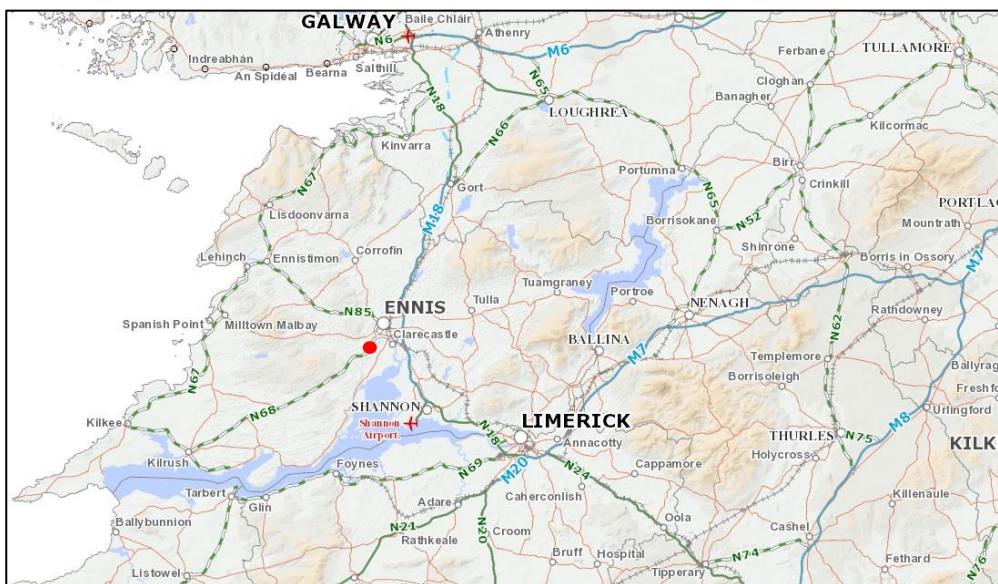 GALWAY
Baile Chláir
N6
Athenry
M6
Indreabhán
An Spidéal
Bearna
Salthill
Ferbane
TULLAMORE
Cloghan
Banagher
N65
N18
LOUGHREA
N66
Kilcormac
Kinvarra
Birr
Crinkill
Portumna
N65
N67
Gort
Lisdoonvarna
M18
Borrisokane
N52
PORTLAO
Mountrath
Shinrone
Corrofin
Lehinch
Ennistimon
Borris in Ossory
M7
Tuamgraney
Portroe
Tulla
N85
ENNIS
NENAGH
Rathdowney
Spanish Point
Milltown Malbay
Clarecastle
BALLINA
M7
N62
Templemore
Ballyrag
Borrisoleigh
Freshfo
N67
N68
SHANNON
Shannon
Airport
LIMERICK
Urlingford
M8
Kilkee
N18
Annacotty
THURLES
N75
KILK
Holycross
Kilrush
Foynes
N69
M20
N24
Cappamore
Tarbert
Glin
Adare
Caherconlish
Killenaule
Ballybunnion
N21
N20
Croom
Oola
Cashel
Rathkeale
Bruff
Hospital
N74
Fethard
Listowel
Tipperary
N76